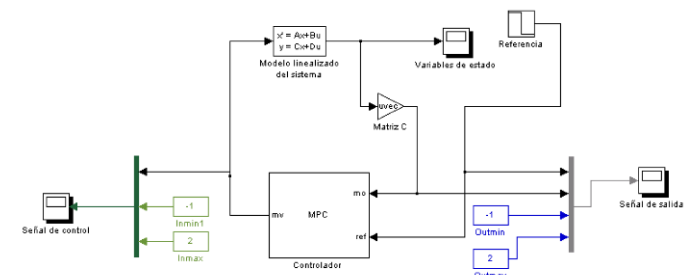 x' = Ax+Bu
y = Cx+Du
Modelo linealizado
del sistema
Variables de estado
Referencia
uvec
Matriz C
Señal de control
-1
Inmin1
2
Inmax
mv
MPC
mo
ref
Controlador
-1
Outmin
2
Outmax
Señal de salida